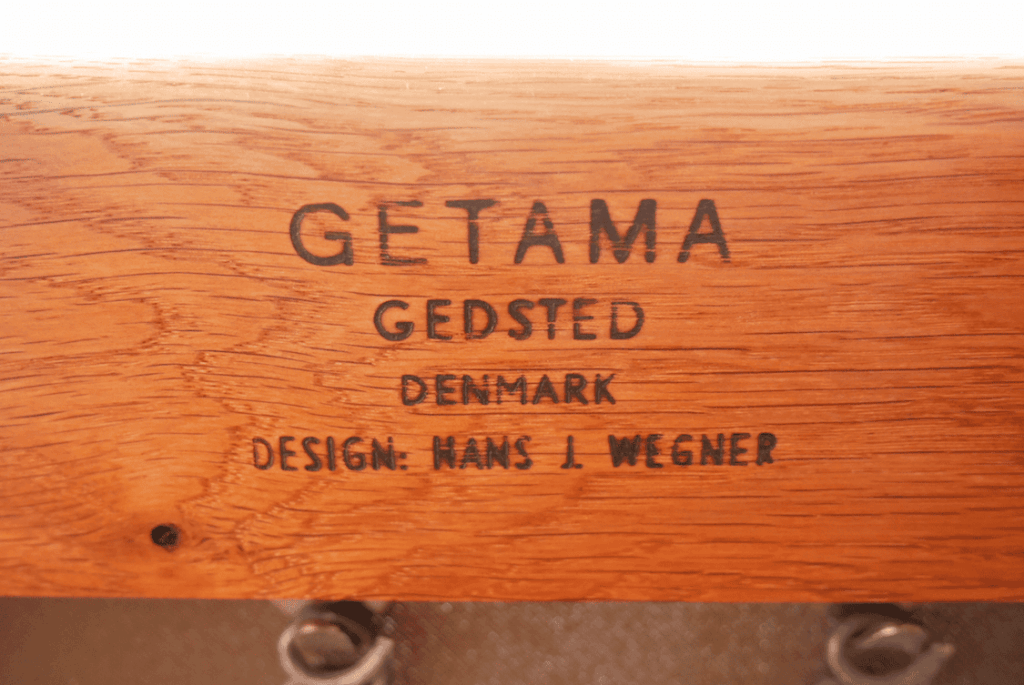 GETAMA
GEDSTED
DENMARK
DESIGN: HANS J. WEGNER